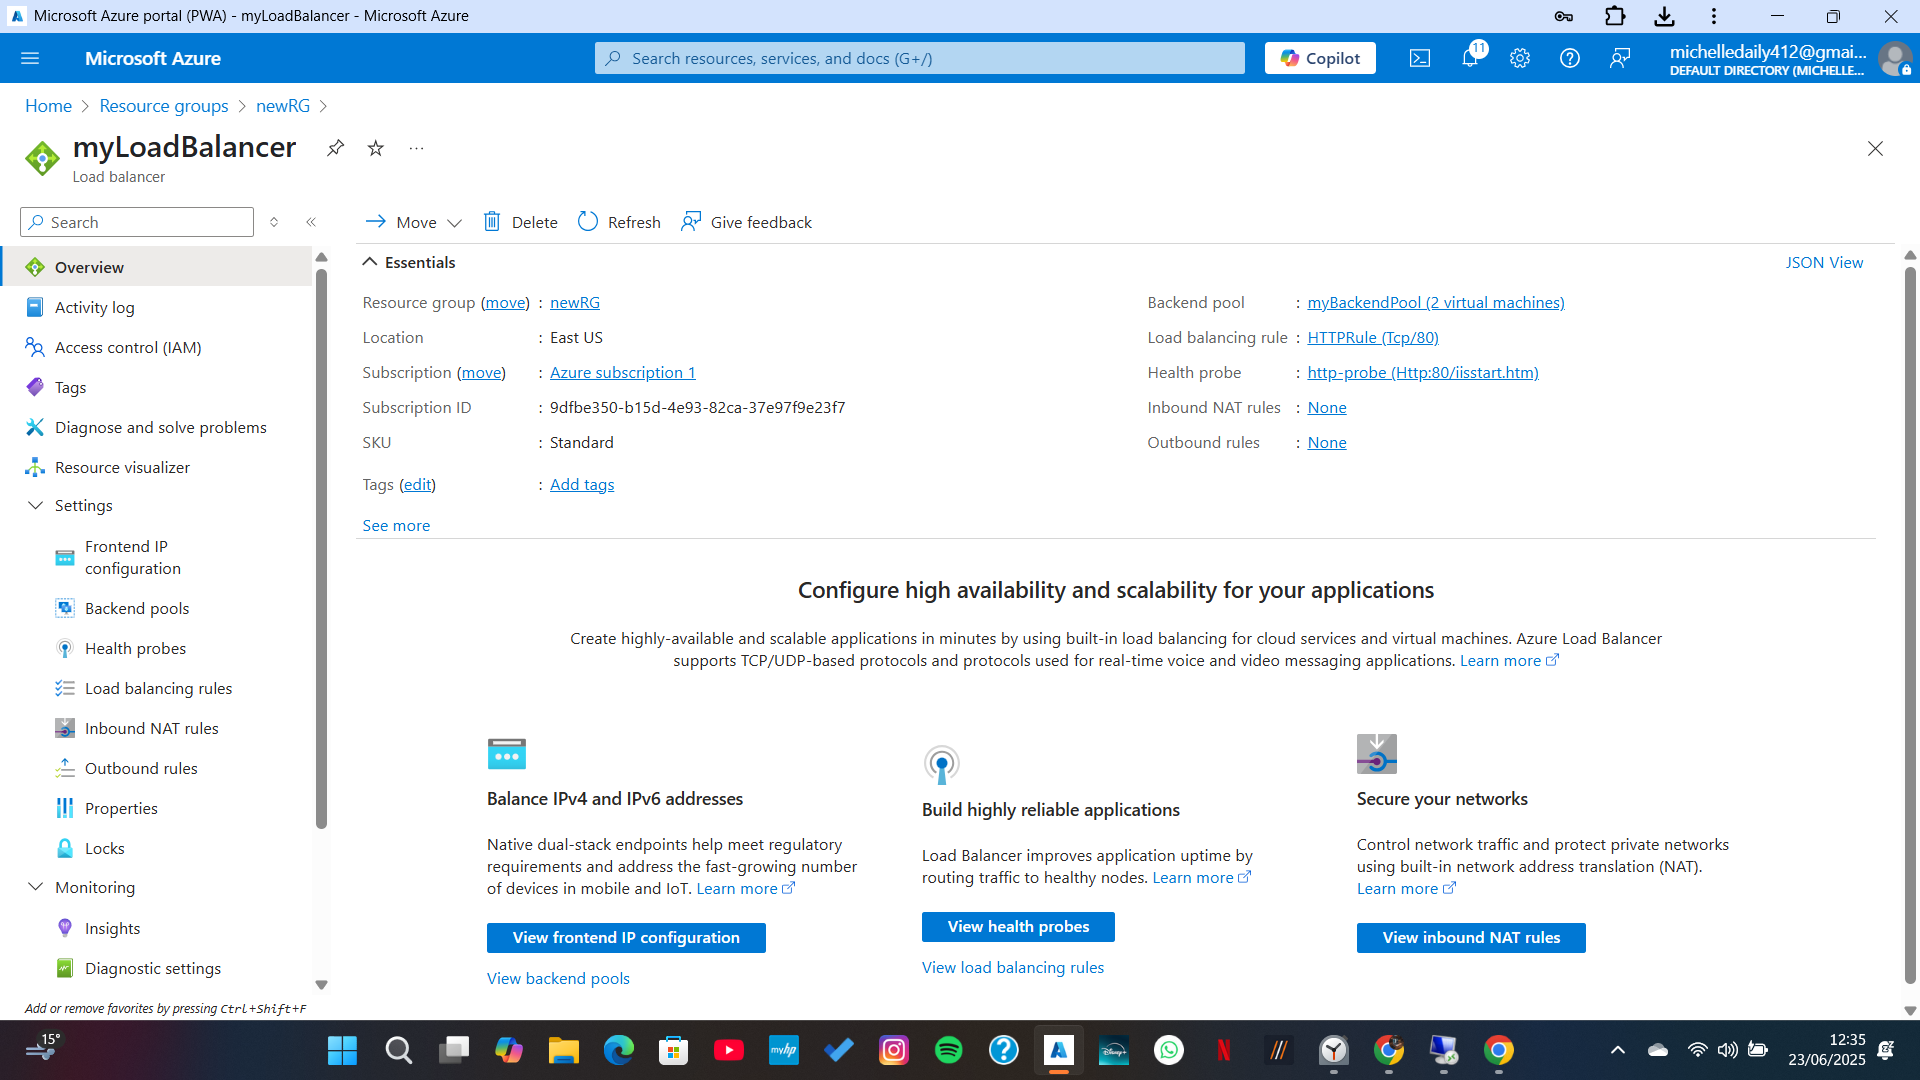 Microsoft Azure portal (PWA) - myLoadBalancer - Microsoft Azure
Microsoft Azure
Search resources, services, and docs (G+/)
Copilot
11
michelledaily412@gmai...
DEFAULT DIRECTORY (MICHELLE...
Home > Resource groups > newRG >
myLoadBalancer
Load balancer
Search
Overview
Activity log
Access control (IAM)
Tags
Diagnose and solve problems
Resource visualizer
Settings
Frontend IP
configuration
Backend pools
Health probes
Load balancing rules
Inbound NAT rules
Outbound rules
Properties
Locks
Monitoring
Insights
Diagnostic settings
Add or remove favorites by pressing Ctrl+Shift+F
Move
Delete
Refresh
Give feedback
Essentials
JSON View
Resource group (move) : newRG
Location : East US
Subscription (move) : Azure subscription 1
Subscription ID : 9dfbe350-b15d-4e93-82ca-37e97f9e23f7
SKU : Standard
Tags (edit) : Add tags
See more
Backend pool : myBackendPool (2 virtual machines)
Load balancing rule : HTTPRule (Tcp/80)
Health probe : http-probe (Http:80/iisstart.htm)
Inbound NAT rules : None
Outbound rules : None
Configure high availability and scalability for your applications
Create highly-available and scalable applications in minutes by using built-in load balancing for cloud services and virtual machines. Azure Load Balancer
supports TCP/UDP-based protocols and protocols used for real-time voice and video messaging applications. Learn more
Balance IPv4 and IPv6 addresses
Native dual-stack endpoints help meet regulatory
requirements and address the fast-growing number
of devices in mobile and IoT. Learn more
View frontend IP configuration
View backend pools
Build highly reliable applications
Load Balancer improves application uptime by
routing traffic to healthy nodes. Learn more
View health probes
View load balancing rules
Secure your networks
Control network traffic and protect private networks
using built-in network address translation (NAT).
Learn more
View inbound NAT rules
15°
myhp
Disney+
12:35
23/06/2025